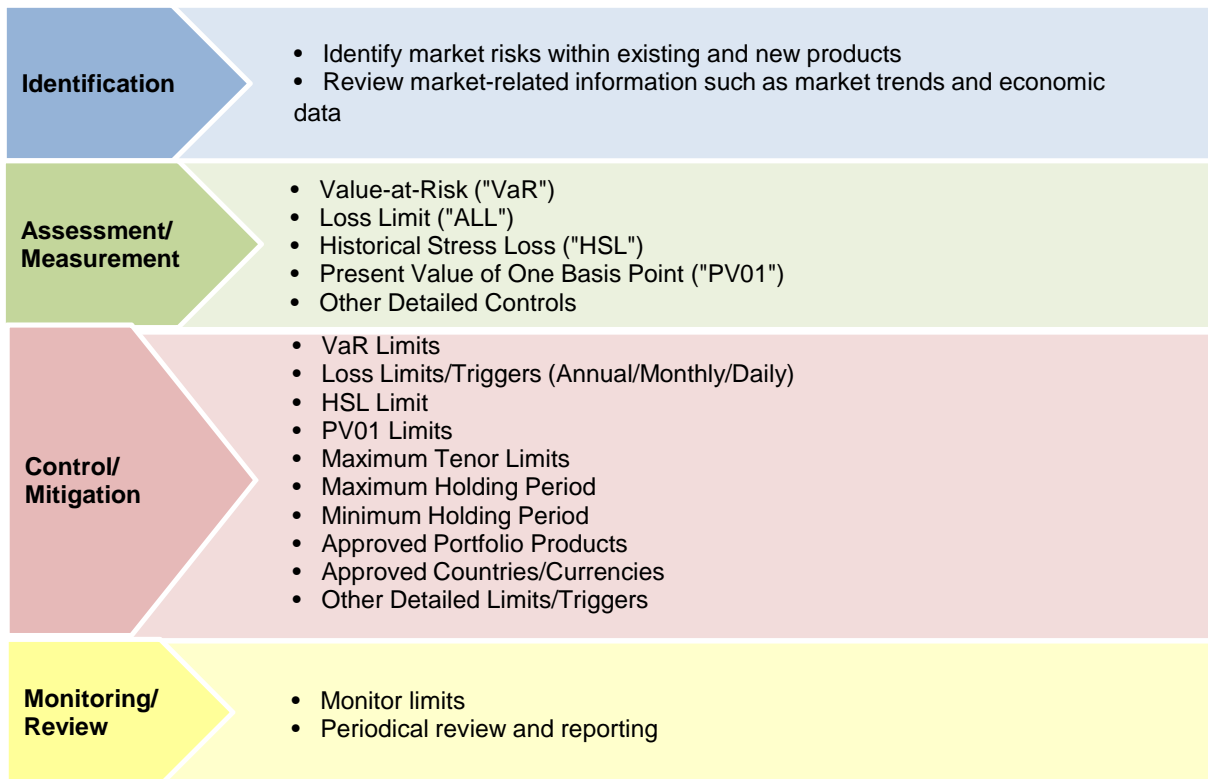 Identification
• Identify market risks within existing and new products
• Review market-related information such as market trends and economic
data
Assessment/
Measurement
• Value-at-Risk ("VaR")
• Loss Limit ("ALL")
• Historical Stress Loss ("HSL")
• Present Value of One Basis Point ("PV01")
• Other Detailed Controls
Control/
Mitigation
• VaR Limits
• Loss Limits/Triggers (Annual/Monthly/Daily)
• HSL Limit
• PV01 Limits
• Maximum Tenor Limits
• Maximum Holding Period
• Minimum Holding Period
• Approved Portfolio Products
• Approved Countries/Currencies
• Other Detailed Limits/Triggers
Monitoring/
Review
• Monitor limits
• Periodical review and reporting